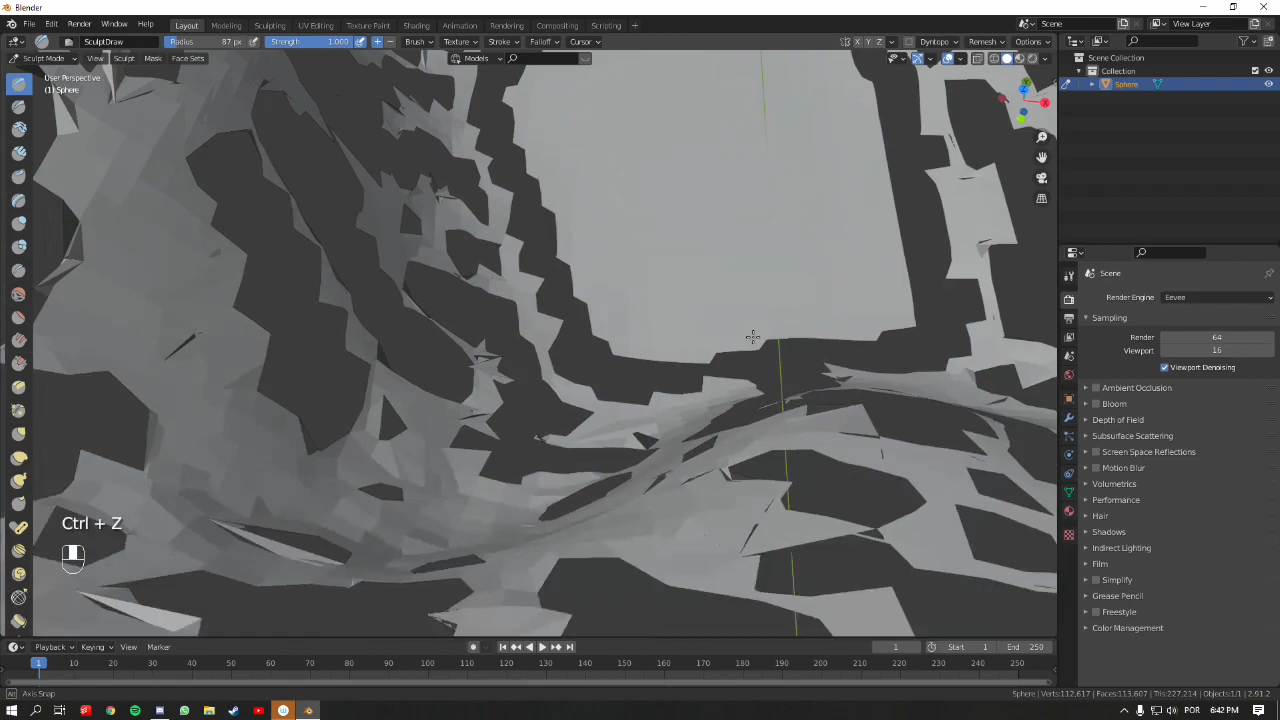 Blender
File Edit Render Window Help Layout Modeling Sculpting UV Editing Texture Paint Shading Animation Rendering Compositing Scripting + Scene View Layer
SculptDraw Radius 87 px Strength 1.000 Brush Texture Stroke Falloff Cursor X Y Z Dyntopo Remesh Options
Sculpt Mode View Sculpt Mask Face Sets Models
Scene Collection
Collection
Sphere
User Perspective
(1) Sphere
Y
Z
X
Scene
Render Engine Eevee
Sampling
Render 64
Viewport 16
Viewport Denoising
Ambient Occlusion
Bloom
Depth of Field
Subsurface Scattering
Screen Space Reflections
Motion Blur
Volumetrics
Performance
Hair
Shadows
Indirect Lighting
Film
Simplify
Grease Pencil
Freestyle
Color Management
Ctrl + Z
Playback Keying View Marker 1 Start 1 End 250
1 10 20 30 40 50 60 70 80 90 100 110 120 130 140 150 160 170 180 190 200 210 220 230 240 250
Alt Axis Snap Sphere | Verts:112,617 | Faces:113,607 | Tris:227,214 | Objects:1/1 | 2.91.2
POR 6:42 PM